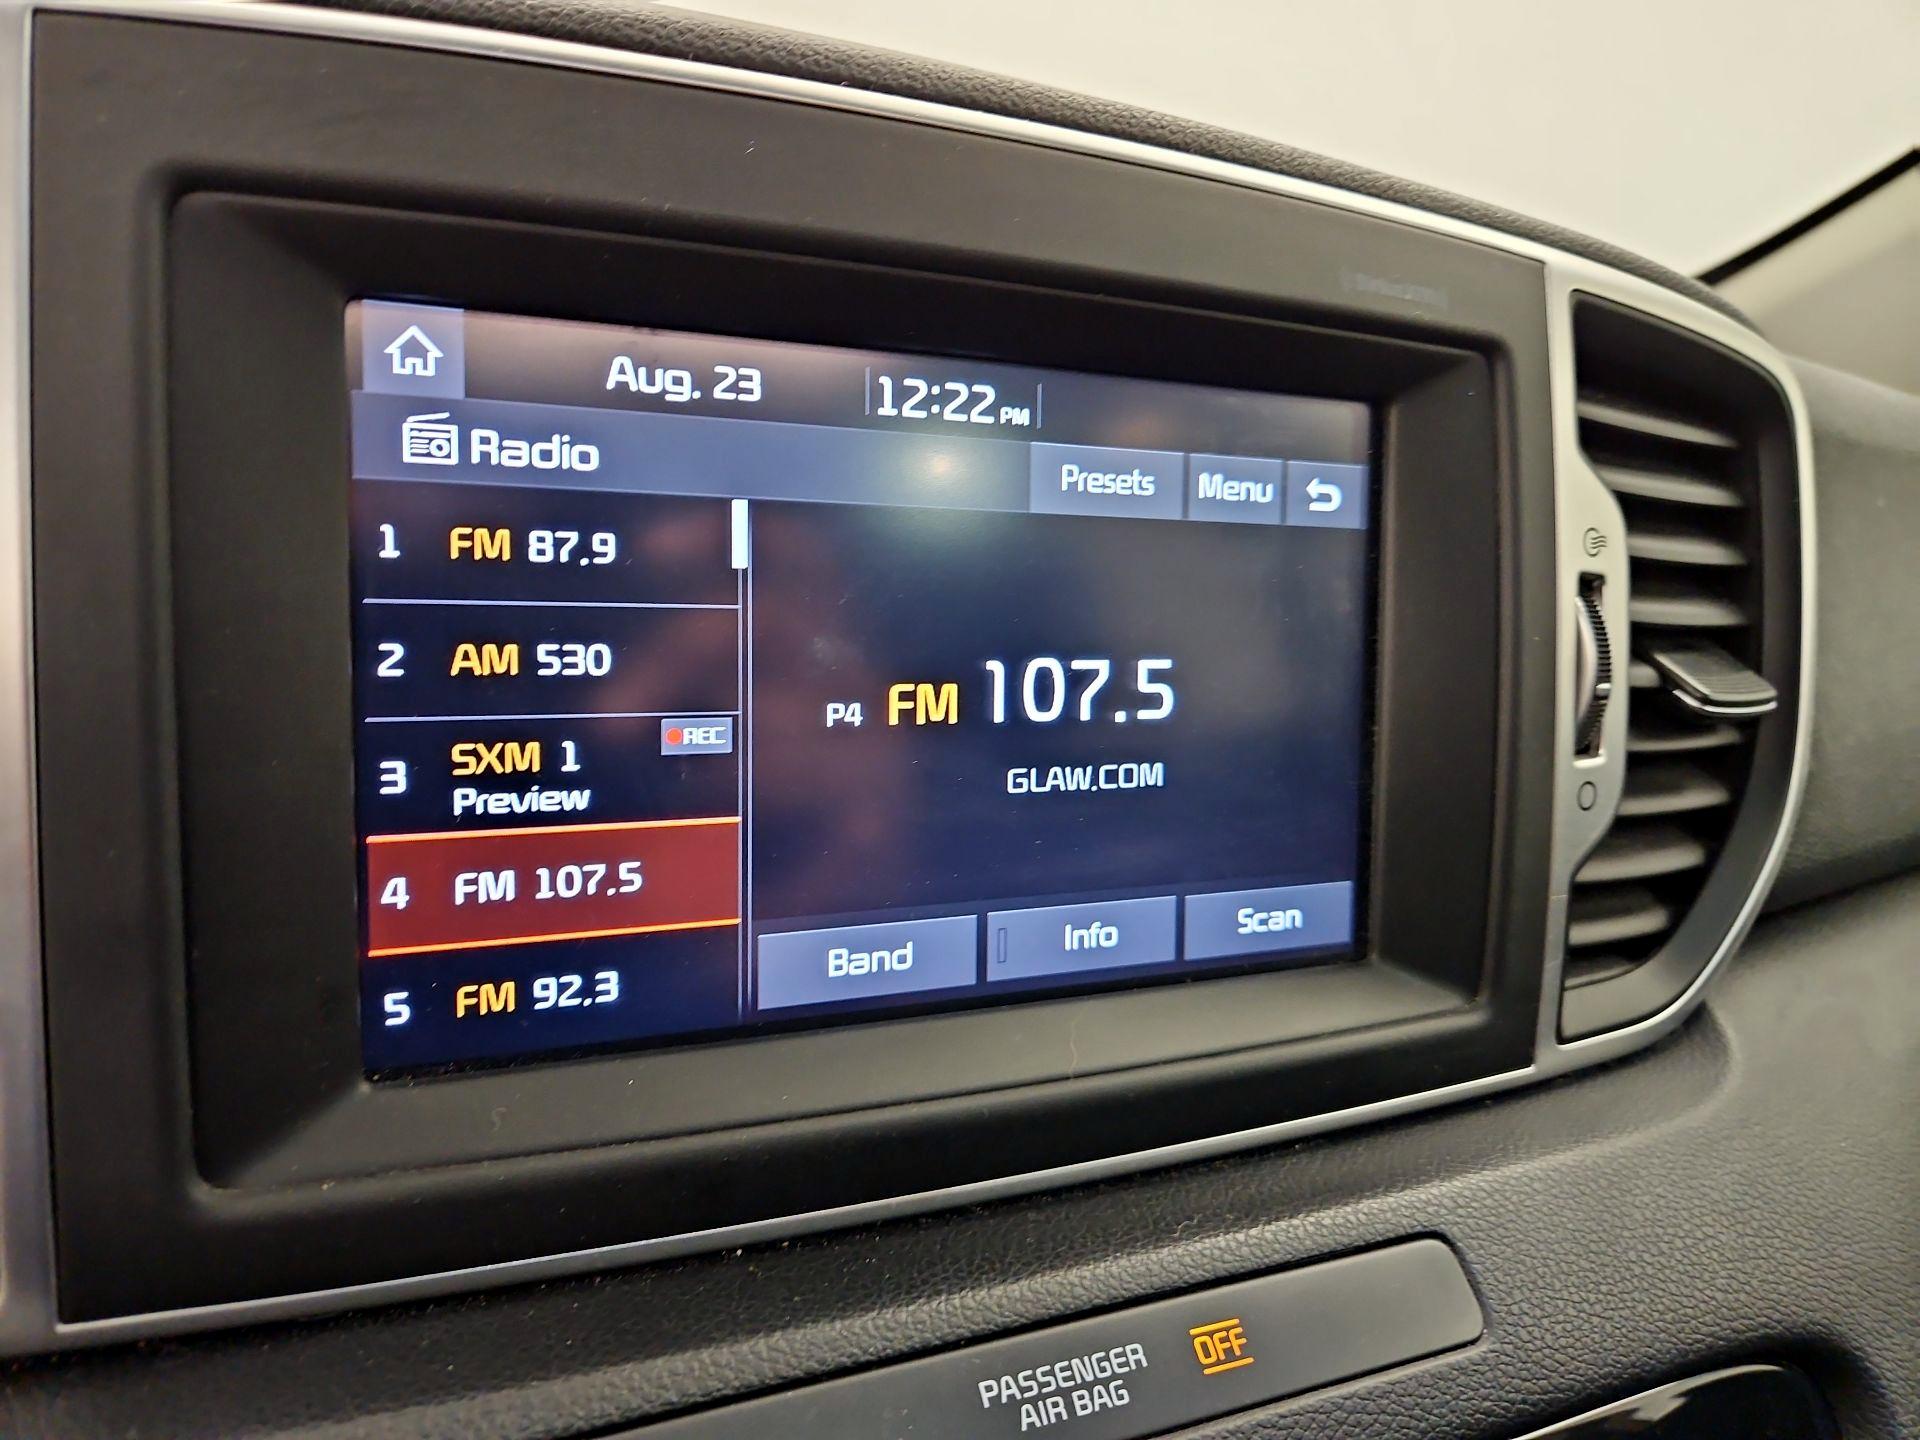 Aug. 23
12:22 PM
Radio
Presets
Menu
1 FM 87.9
2 AM 530
3 SXM 1
REC
Preview
4 FM 107.5
5 FM 92.3
P4 FM 107.5
GLAW.COM
Band
Info
Scan
PASSENGER
AIR BAG
OFF